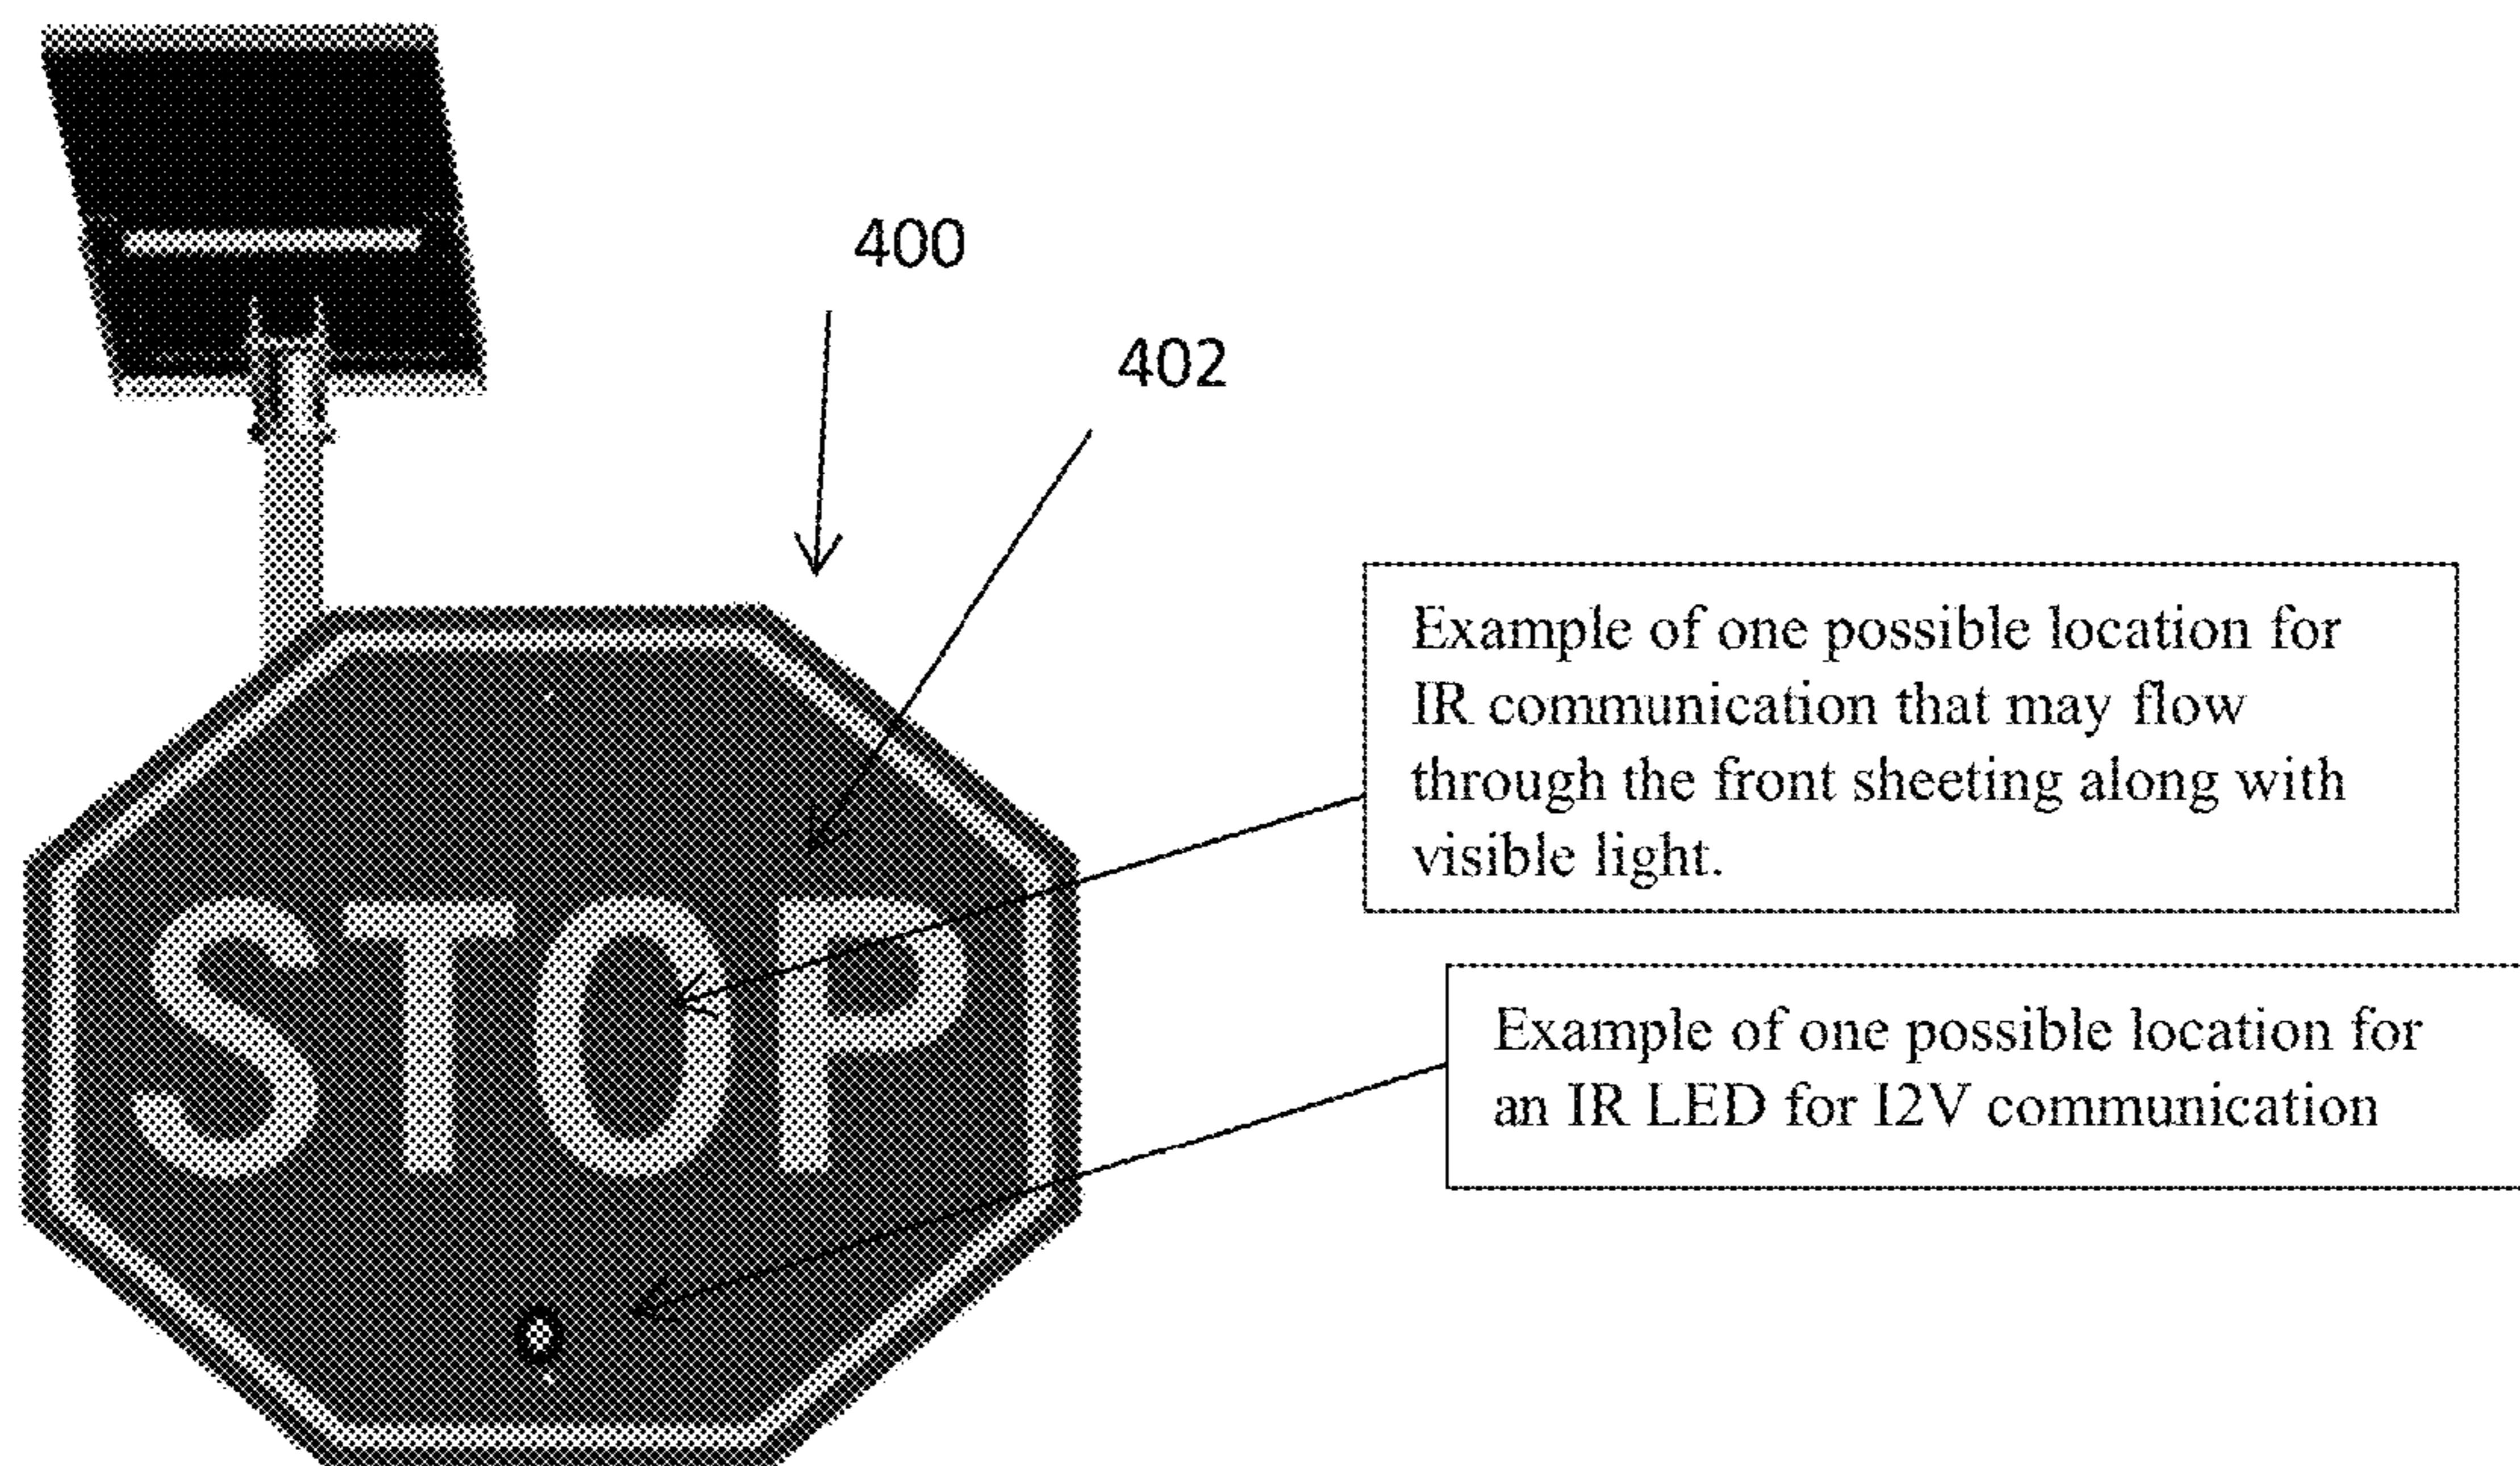 400
402
Example of one possible location for
IR communication that may flow
through the front sheeting along with
visible light.
STOP
Example of one possible location for
an IR LED for I2V communication